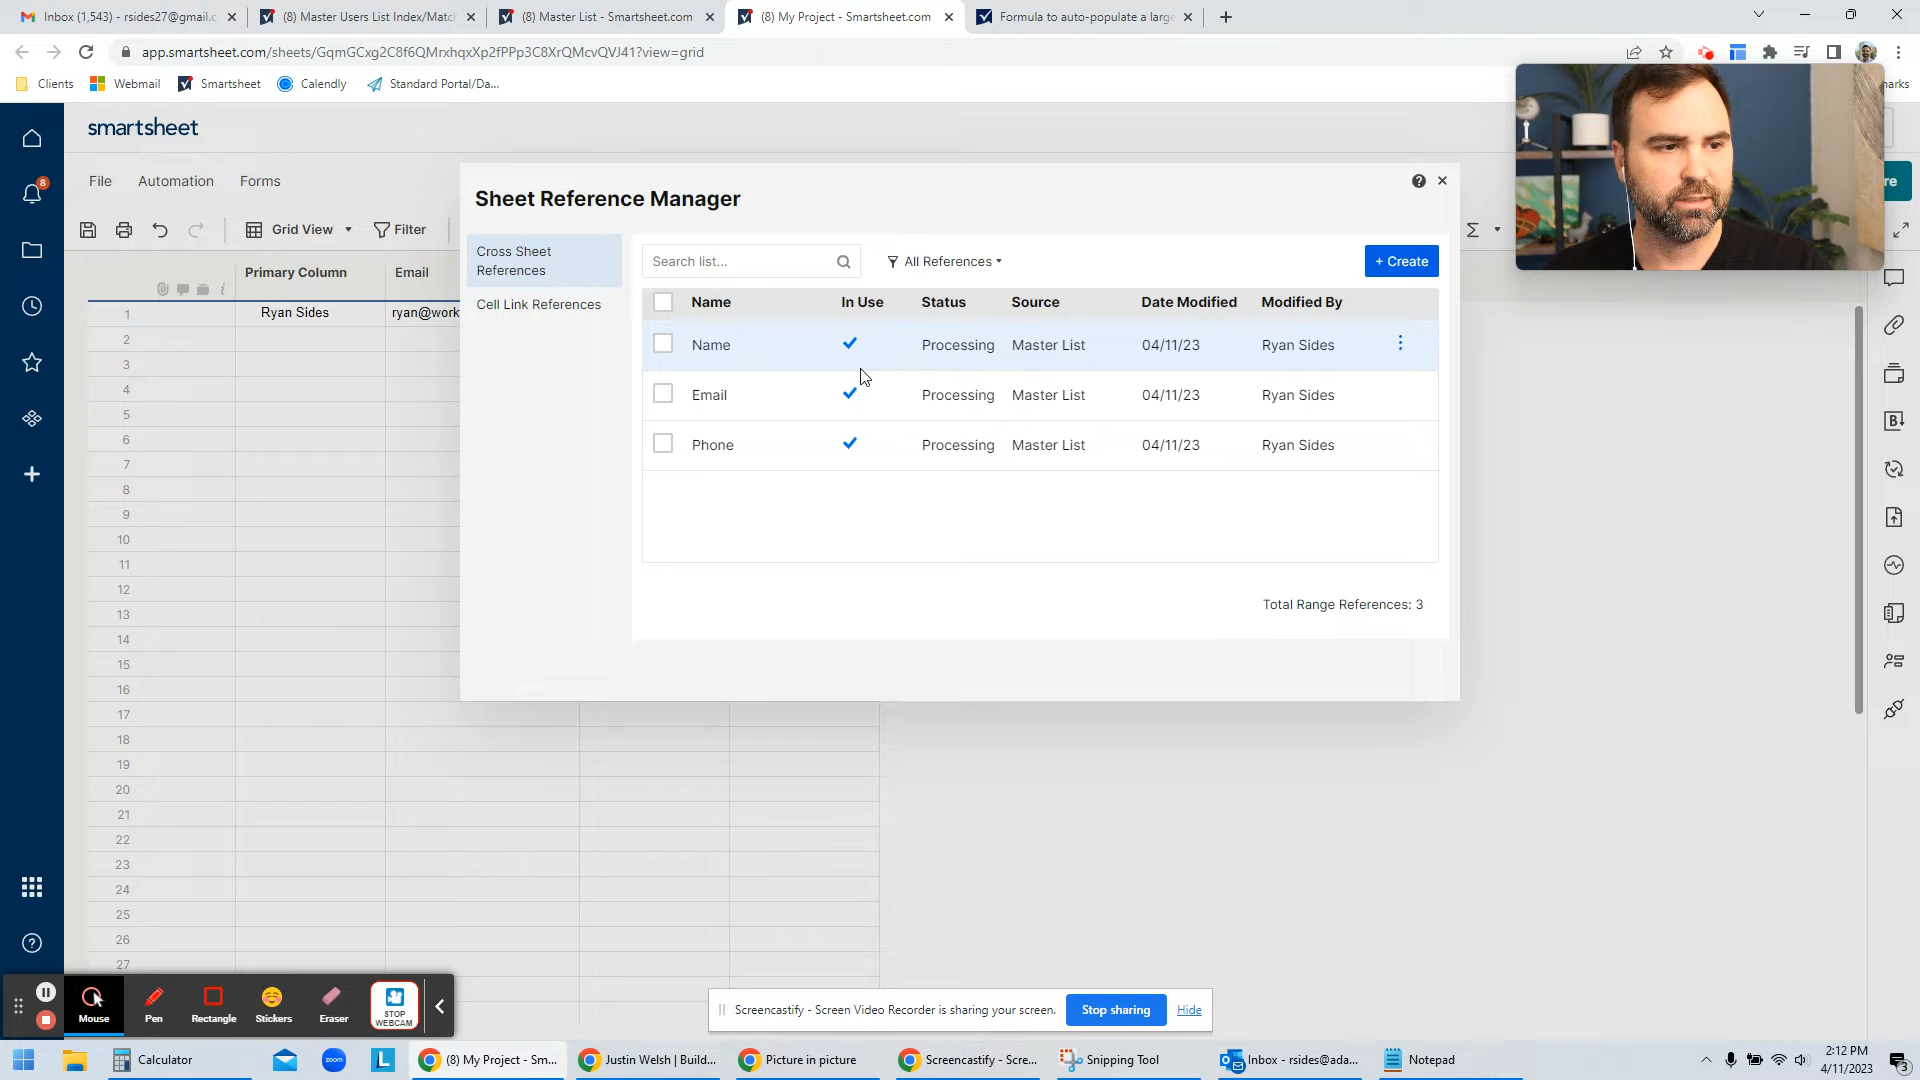 Inbox (1,543) - rsides27@gmail.c
(8) Master Users List Index/Matc
(8) Master List - Smartsheet.com
(8) My Project - Smartsheet.com
Formula to auto-populate a large
app.smartsheet.com/sheets/GqmGCxg2C8f6QMrxhqxXp2fPPp3C8XrQMcvQVJ41?view=grid
Clients
Webmail
Smartsheet
Calendly
Standard Portal/Da...
smartsheet
8
File
Automation
Forms
Grid View
Filter
Σ
Primary Column
Email
1
Ryan Sides
ryan@work
2
3
4
5
6
7
8
9
10
11
12
13
14
15
16
17
18
19
20
21
22
23
24
25
26
27
Sheet Reference Manager
Cross Sheet
References
Cell Link References
Search list...
All References
+ Create
Name In Use Status Source Date Modified Modified By
Name Processing Master List 04/11/23 Ryan Sides
Email Processing Master List 04/11/23 Ryan Sides
Phone Processing Master List 04/11/23 Ryan Sides
Total Range References: 3
Mouse
Pen
Rectangle
Stickers
Eraser
STOP
WEBCAM
Screencastify - Screen Video Recorder is sharing your screen.
Stop sharing
Hide
Calculator
zoom
L
(8) My Project - Sm...
Justin Welsh | Build...
Picture in picture
Screencastify - Scre...
Snipping Tool
Inbox - rsides@ada...
Notepad
2:12 PM
4/11/2023
3